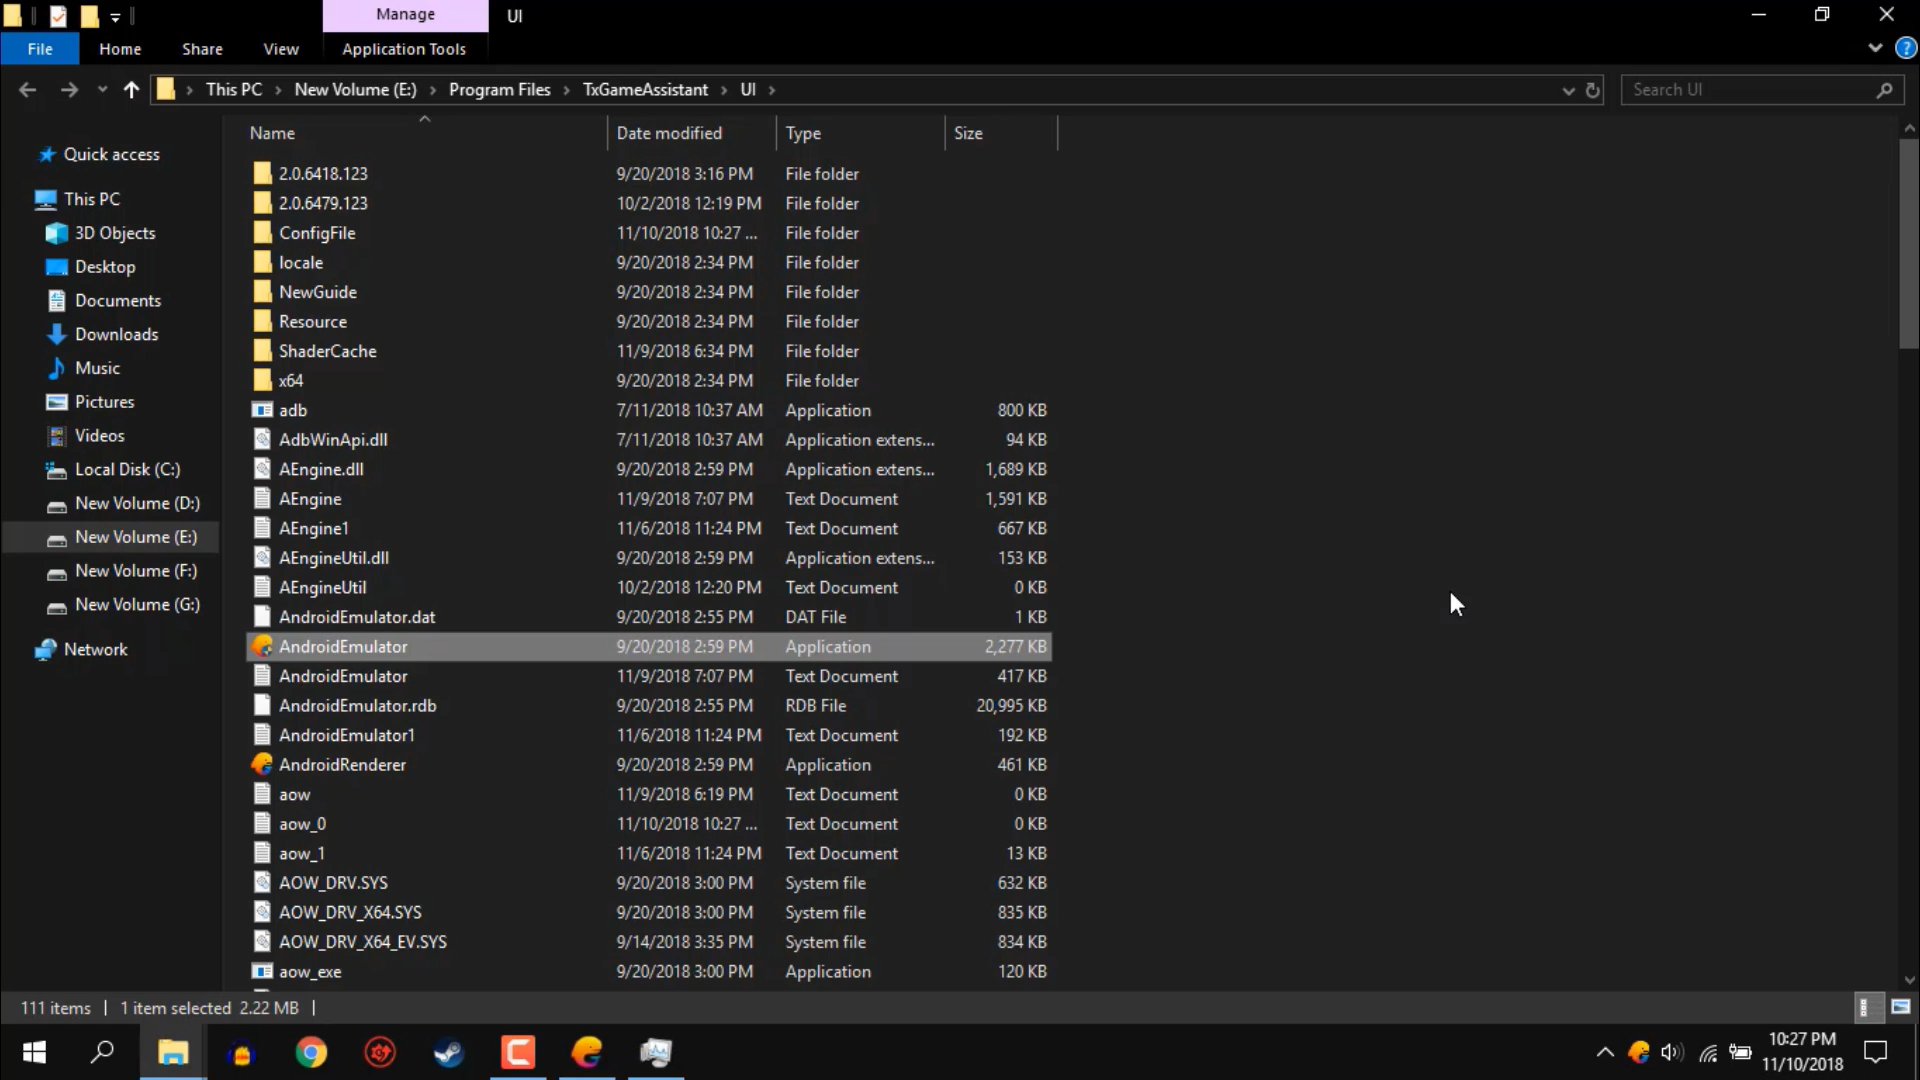 Manage
UI
File
Home
Share
View
Application Tools
This PC
New Volume (E:)
Program Files
TxGameAssistant
UI
Search UI
Name
Date modified
Type
Size
Quick access
This PC
3D Objects
Desktop
Documents
Downloads
Music
Pictures
Videos
Local Disk (C:)
New Volume (D:)
New Volume (E:)
New Volume (F:)
New Volume (G:)
Network
2.0.6418.123 9/20/2018 3:16 PM File folder
2.0.6479.123 10/2/2018 12:19 PM File folder
ConfigFile 11/10/2018 10:27 ... File folder
locale 9/20/2018 2:34 PM File folder
NewGuide 9/20/2018 2:34 PM File folder
Resource 9/20/2018 2:34 PM File folder
ShaderCache 11/9/2018 6:34 PM File folder
x64 9/20/2018 2:34 PM File folder
adb 7/11/2018 10:37 AM Application 800 KB
AdbWinApi.dll 7/11/2018 10:37 AM Application extens... 94 KB
AEngine.dll 9/20/2018 2:59 PM Application extens... 1,689 KB
AEngine 11/9/2018 7:07 PM Text Document 1,591 KB
AEngine1 11/6/2018 11:24 PM Text Document 667 KB
AEngineUtil.dll 9/20/2018 2:59 PM Application extens... 153 KB
AEngineUtil 10/2/2018 12:20 PM Text Document 0 KB
AndroidEmulator.dat 9/20/2018 2:55 PM DAT File 1 KB
AndroidEmulator 9/20/2018 2:59 PM Application 2,277 KB
AndroidEmulator 11/9/2018 7:07 PM Text Document 417 KB
AndroidEmulator.rdb 9/20/2018 2:55 PM RDB File 20,995 KB
AndroidEmulator1 11/6/2018 11:24 PM Text Document 192 KB
AndroidRenderer 9/20/2018 2:59 PM Application 461 KB
aow 11/9/2018 6:19 PM Text Document 0 KB
aow_0 11/10/2018 10:27 ... Text Document 0 KB
aow_1 11/6/2018 11:24 PM Text Document 13 KB
AOW_DRV.SYS 9/20/2018 3:00 PM System file 632 KB
AOW_DRV_X64.SYS 9/20/2018 3:00 PM System file 835 KB
AOW_DRV_X64_EV.SYS 9/14/2018 3:35 PM System file 834 KB
aow_exe 9/20/2018 3:00 PM Application 120 KB
111 items
1 item selected 2.22 MB
10:27 PM
11/10/2018